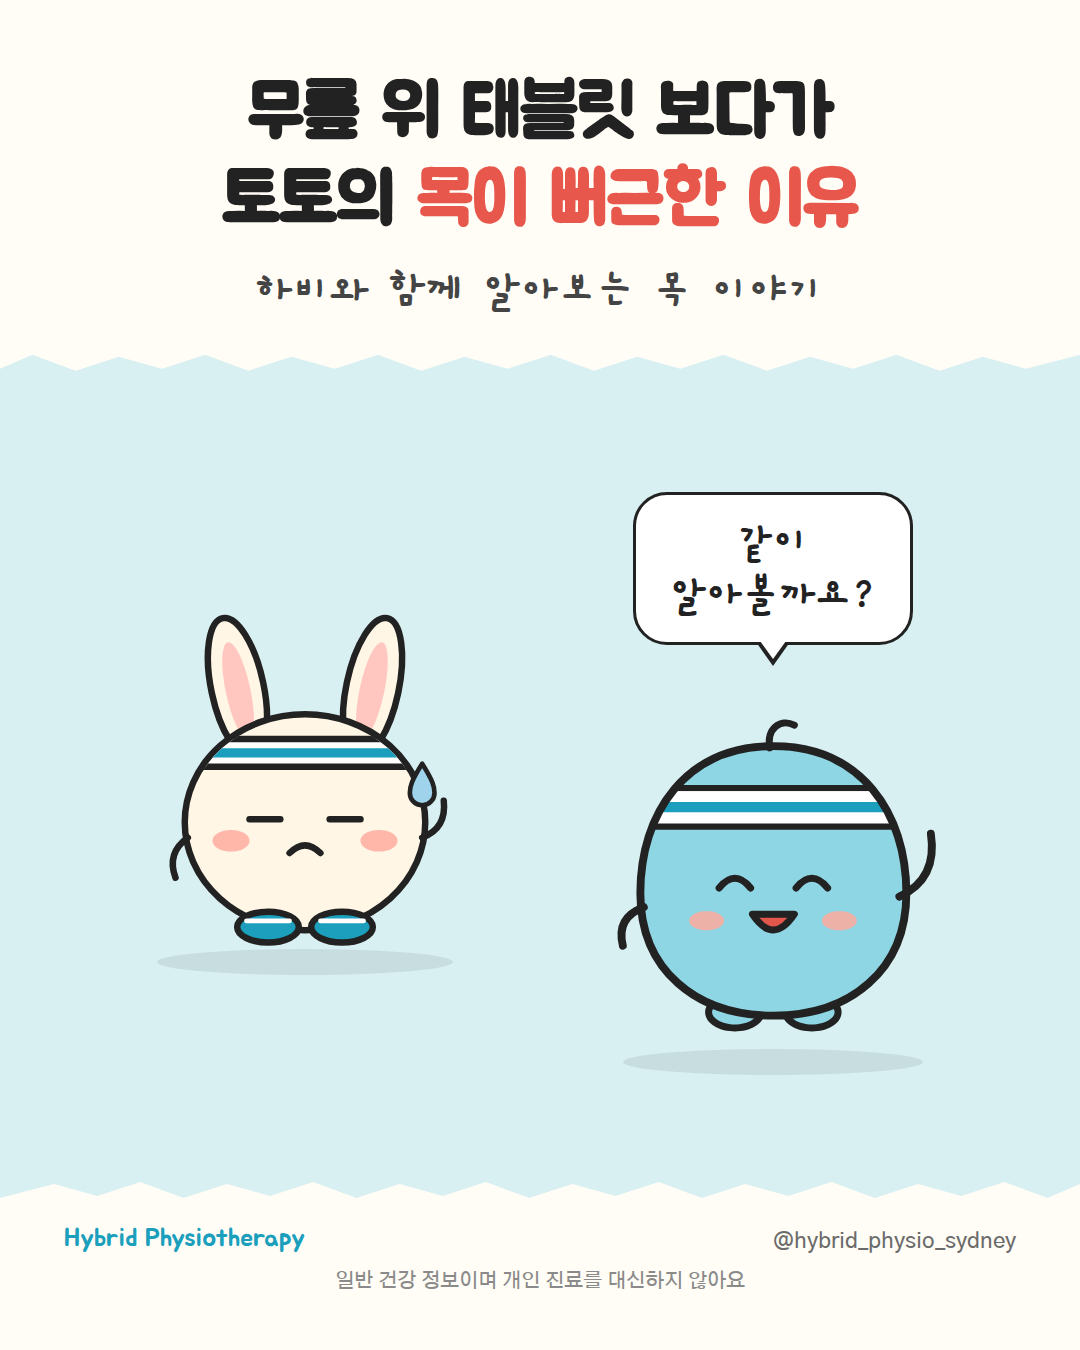 무릎 위 태블릿 보다가
토토의 목이 뻐근한 이유
하비와 함께 알아보는 목 이야기
같이
알아볼까요?
Hybrid Physiotherapy
@hybrid_physio_sydney
일반 건강 정보이며 개인 진료를 대신하지 않아요